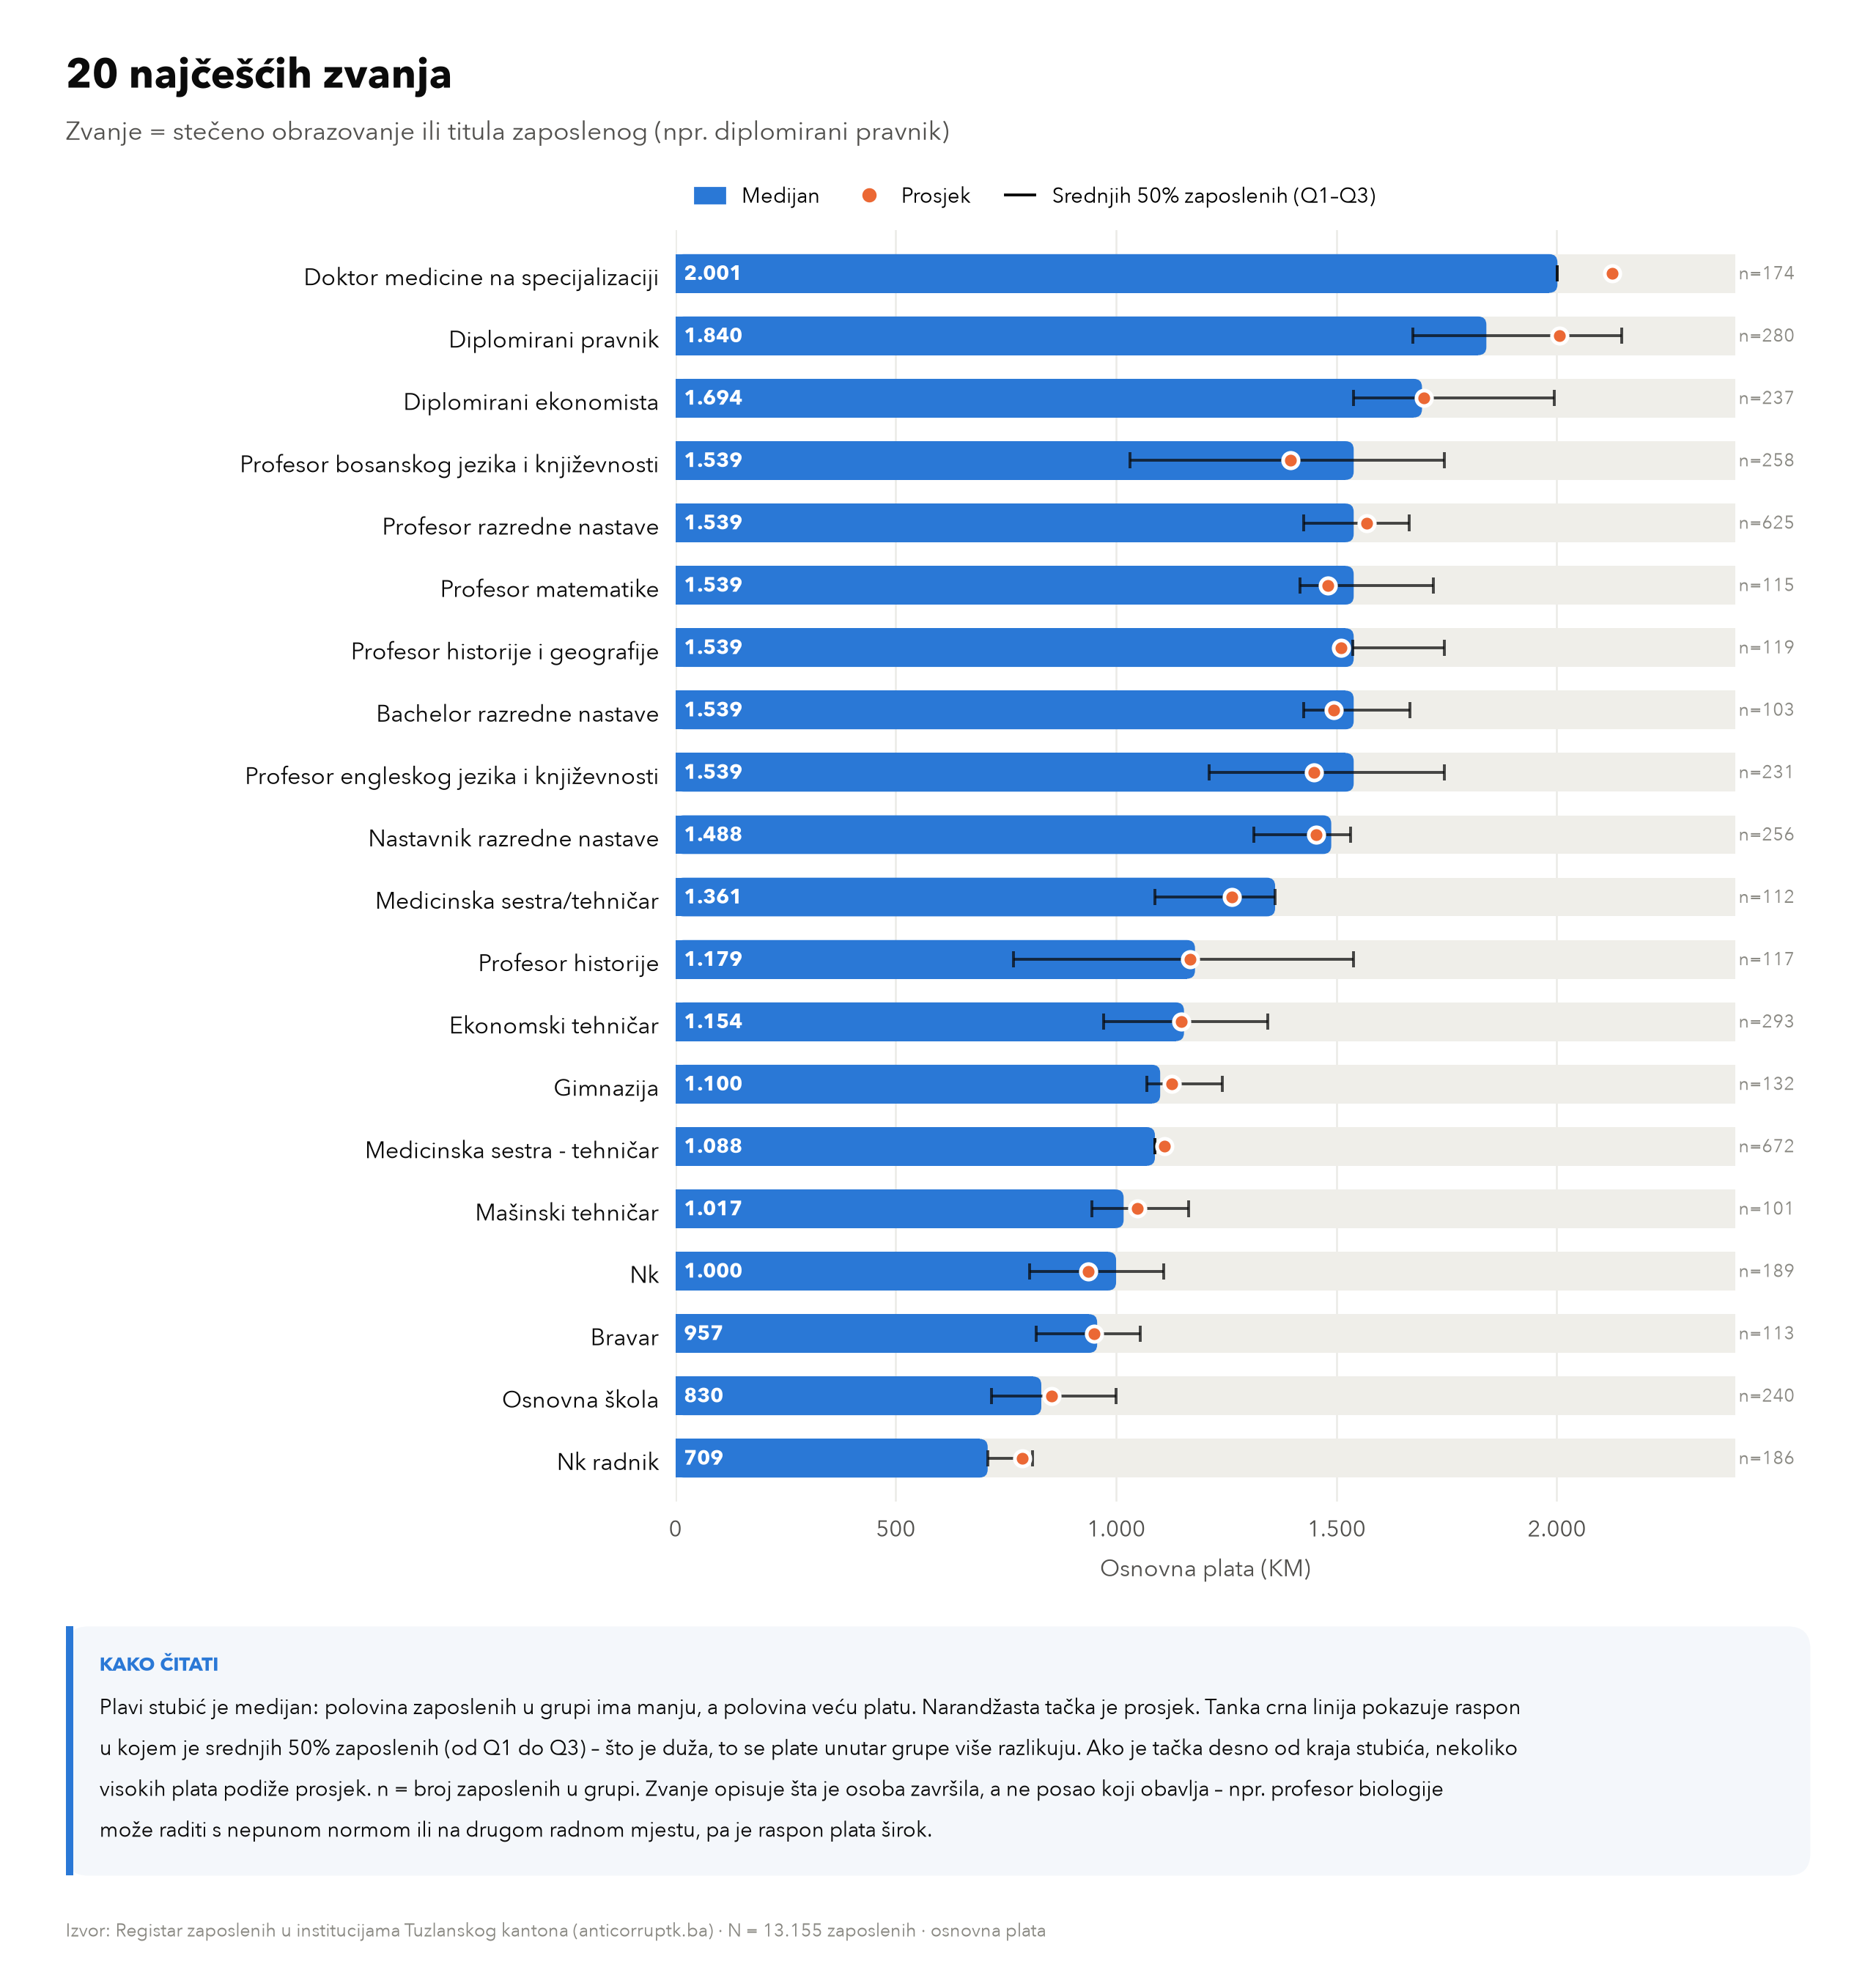 20 najčešćih zvanja
Zvanje = stečeno obrazovanje ili titula zaposlenog (npr. diplomirani pravnik)
Medijan Prosjek Srednjih 50% zaposlenih (Q1–Q3)
Doktor medicine na specijalizaciji 2.001 n=174
Diplomirani pravnik 1.840 n=280
Diplomirani ekonomista 1.694 n=237
Profesor bosanskog jezika i književnosti 1.539 n=258
Profesor razredne nastave 1.539 n=625
Profesor matematike 1.539 n=115
Profesor historije i geografije 1.539 n=119
Bachelor razredne nastave 1.539 n=103
Profesor engleskog jezika i književnosti 1.539 n=231
Nastavnik razredne nastave 1.488 n=256
Medicinska sestra/tehničar 1.361 n=112
Profesor historije 1.179 n=117
Ekonomski tehničar 1.154 n=293
Gimnazija 1.100 n=132
Medicinska sestra - tehničar 1.088 n=672
Mašinski tehničar 1.017 n=101
Nk 1.000 n=189
Bravar 957 n=113
Osnovna škola 830 n=240
Nk radnik 709 n=186
0 500 1.000 1.500 2.000
Osnovna plata (KM)
KAKO ČITATI
Plavi stubić je medijan: polovina zaposlenih u grupi ima manju, a polovina veću platu. Narandžasta tačka je prosjek. Tanka crna linija pokazuje raspon
u kojem je srednjih 50% zaposlenih (od Q1 do Q3) – što je duža, to se plate unutar grupe više razlikuju. Ako je tačka desno od kraja stubića, nekoliko
visokih plata podiže prosjek. n = broj zaposlenih u grupi. Zvanje opisuje šta je osoba završila, a ne posao koji obavlja – npr. profesor biologije
može raditi s nepunom normom ili na drugom radnom mjestu, pa je raspon plata širok.
Izvor: Registar zaposlenih u institucijama Tuzlanskog kantona (anticorruptk.ba) · N = 13.155 zaposlenih · osnovna plata